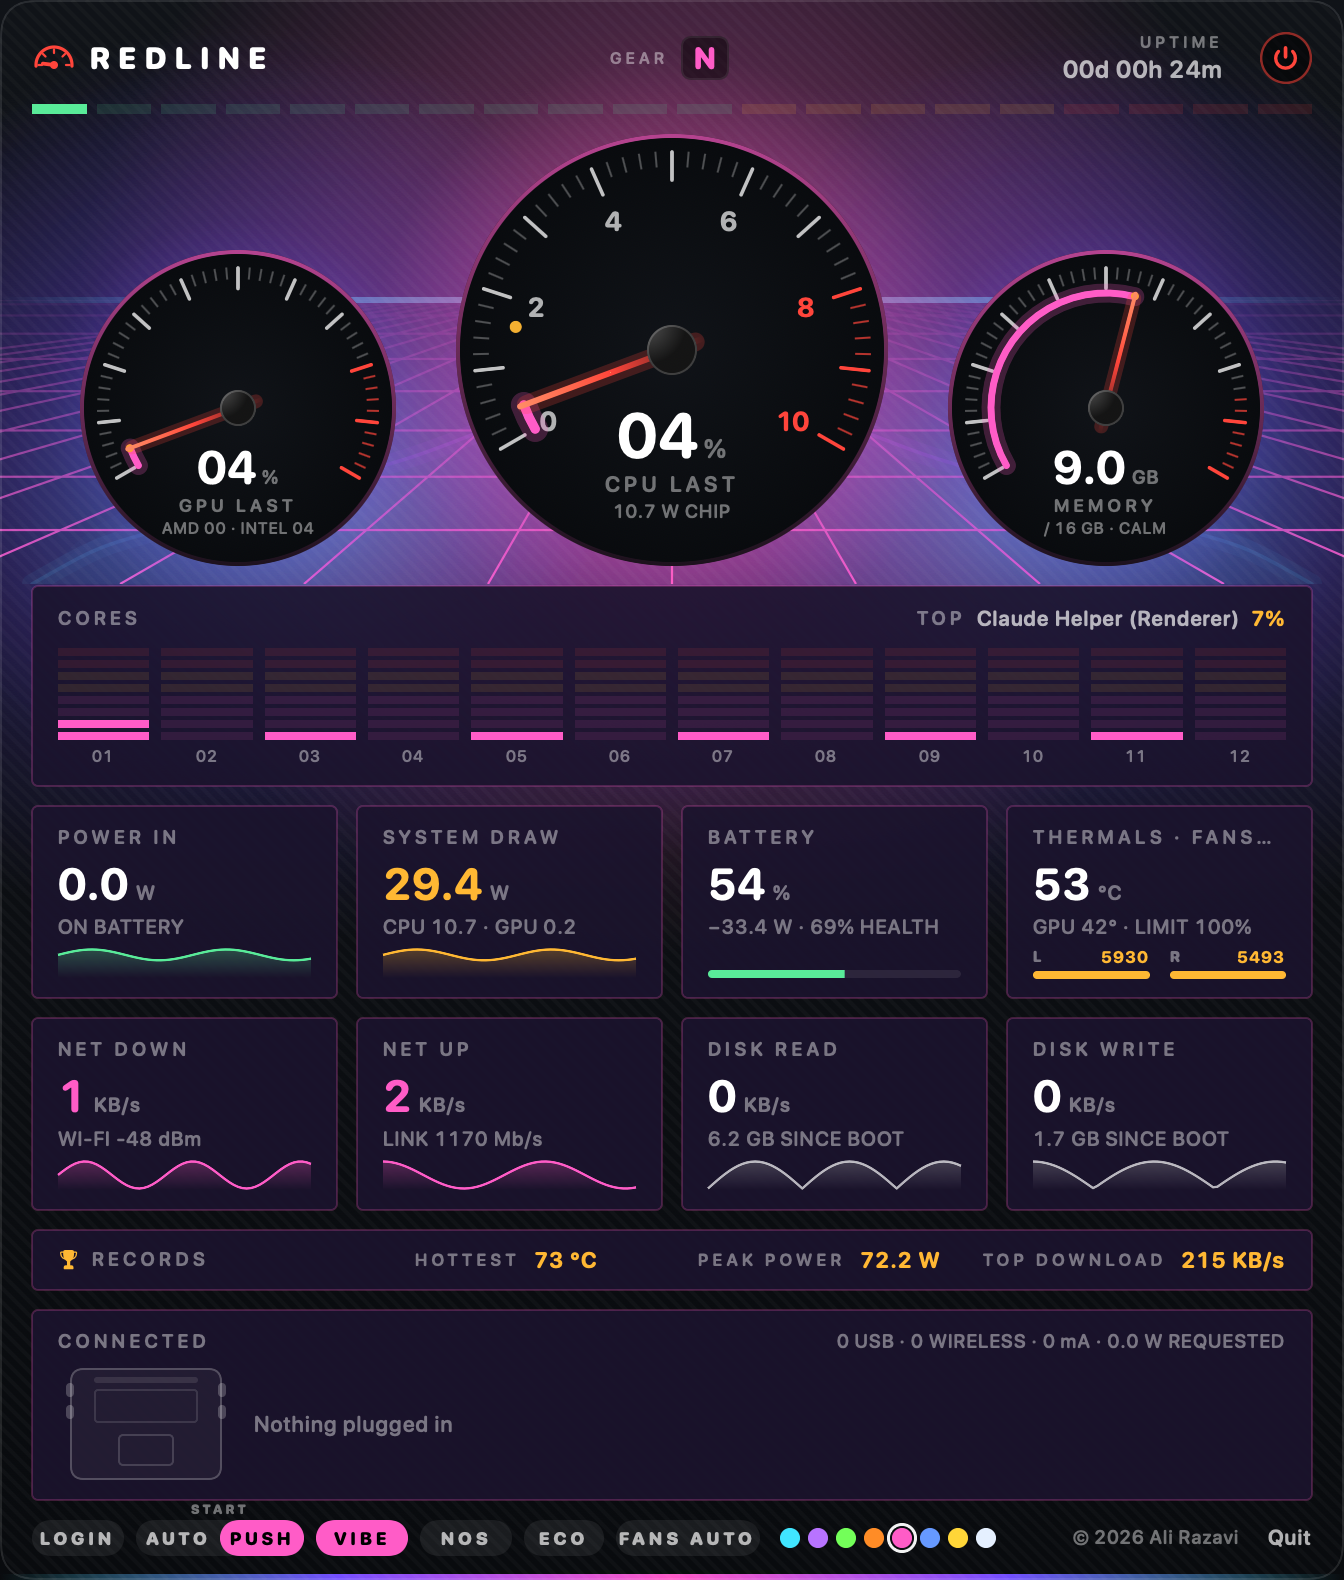 REDLINE
GEAR N
UPTIME
00d 00h 24m
4 6
2 8
0 10
04 %
CPU LAST
10.7 W CHIP
04 %
GPU LAST
AMD 00 · INTEL 04
9.0 GB
MEMORY
/ 16 GB · CALM
CORES TOP Claude Helper (Renderer) 7%
01 02 03 04 05 06 07 08 09 10 11 12
POWER IN
0.0 W
ON BATTERY
SYSTEM DRAW
29.4 W
CPU 10.7 · GPU 0.2
BATTERY
54 %
−33.4 W · 69% HEALTH
THERMALS · FANS…
53 °C
GPU 42° · LIMIT 100%
L 5930 R 5493
NET DOWN
1 KB/s
WI-FI -48 dBm
NET UP
2 KB/s
LINK 1170 Mb/s
DISK READ
0 KB/s
6.2 GB SINCE BOOT
DISK WRITE
0 KB/s
1.7 GB SINCE BOOT
RECORDS HOTTEST 73 °C PEAK POWER 72.2 W TOP DOWNLOAD 215 KB/s
CONNECTED 0 USB · 0 WIRELESS · 0 mA · 0.0 W REQUESTED
Nothing plugged in
START
LOGIN AUTO PUSH VIBE NOS ECO FANS AUTO © 2026 Ali Razavi Quit